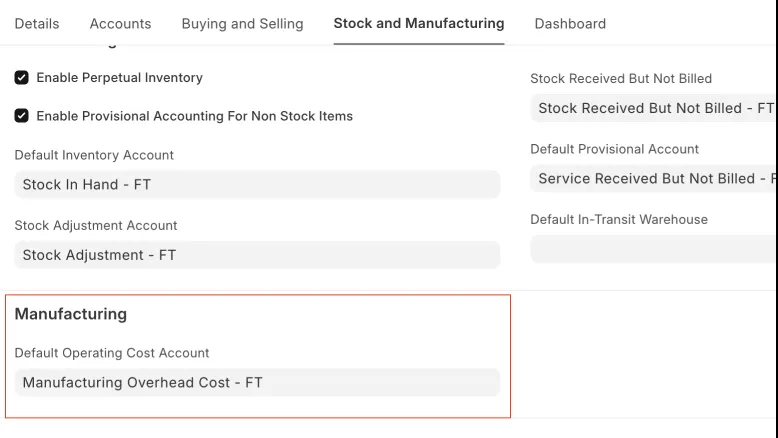 Details
Accounts
Buying and Selling
Stock and Manufacturing
Dashboard
Enable Perpetual Inventory
Enable Provisional Accounting For Non Stock Items
Default Inventory Account
Stock In Hand - FT
Stock Adjustment Account
Stock Adjustment - FT
Stock Received But Not Billed
Stock Received But Not Billed - FT
Default Provisional Account
Service Received But Not Billed -
Default In-Transit Warehouse
Manufacturing
Default Operating Cost Account
Manufacturing Overhead Cost - FT